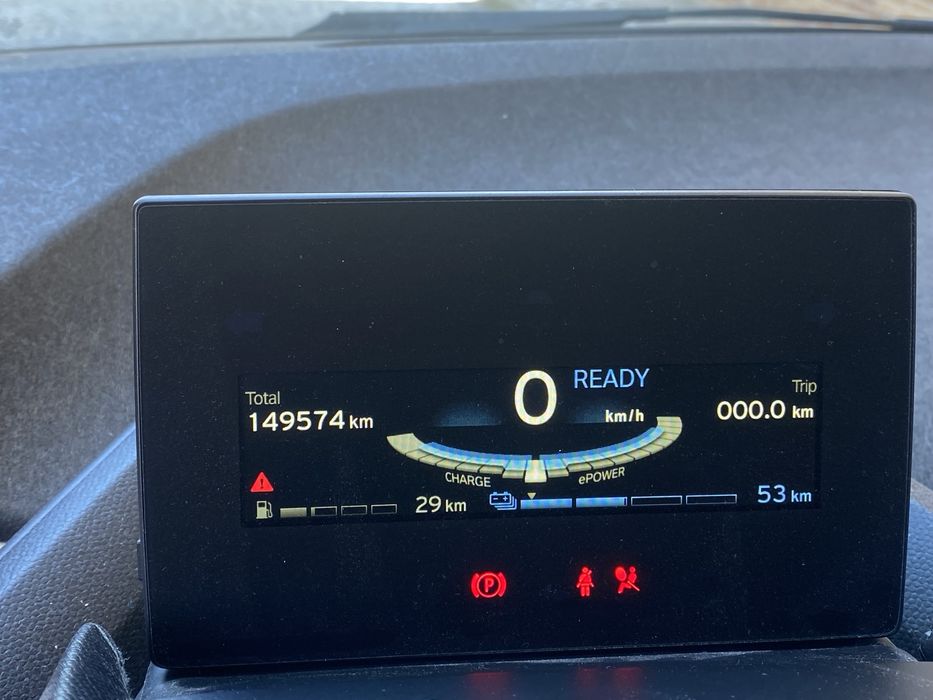 Total
149574 km
0
READY
km/h
Trip
000.0 km
CHARGE
ePOWER
29 km
53 km
P